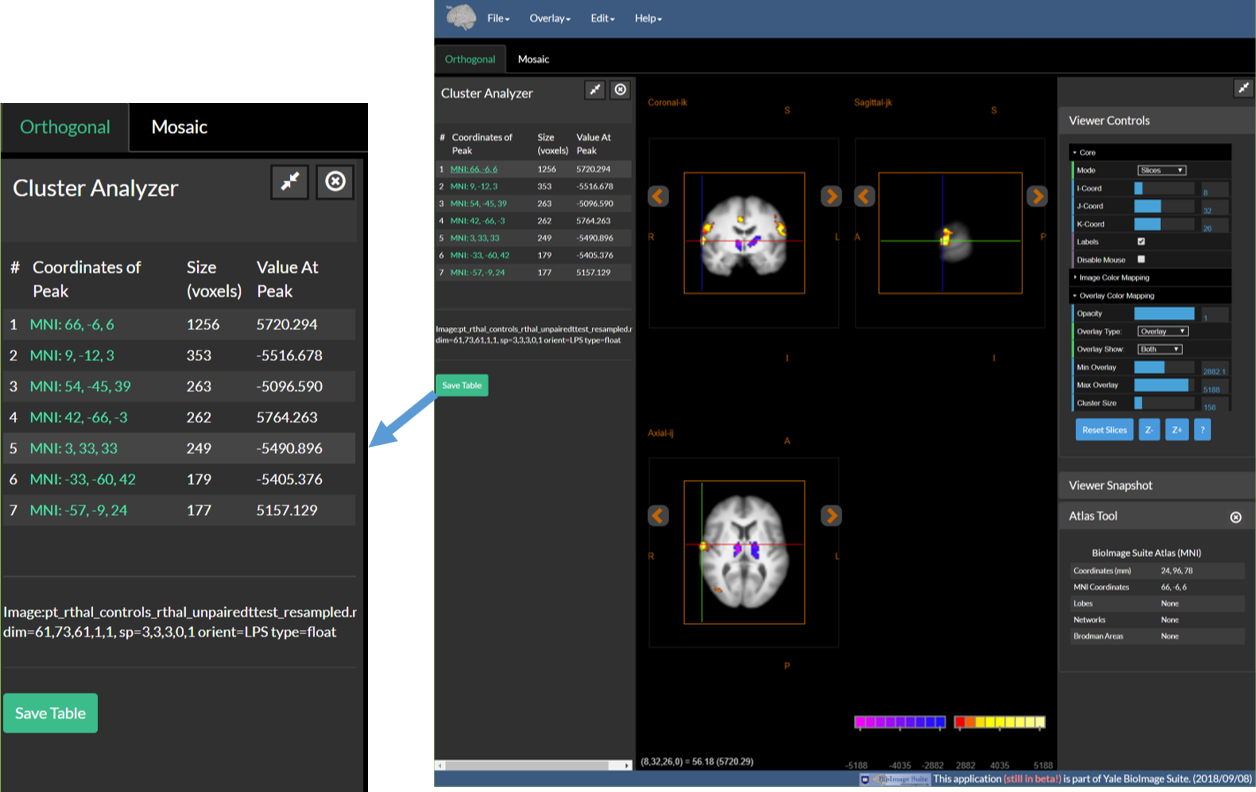 Orthogonal Mosaic
Cluster Analyzer
# Coordinates of Peak Size (voxels) Value At Peak
1 MNI: 66, -6, 6 1256 5720.294
2 MNI: 9, -12, 3 353 -5516.678
3 MNI: 54, -45, 39 263 -5096.590
4 MNI: 42, -66, -3 262 5764.263
5 MNI: 3, 33, 33 249 -5490.896
6 MNI: -33, -60, 42 179 -5405.376
7 MNI: -57, -9, 24 177 5157.129
Image:pt_rthal_controls_rthal_unpairedttest_resampled.r
dim=61,73,61,1,1, sp=3,3,3,0,1 orient=LPS type=float
Save Table
File Overlay Edit Help
Orthogonal Mosaic
Cluster Analyzer
# Coordinates of Peak Size (voxels) Value At Peak
1 MNI: 66, -6, 6 1256 5720.294
2 MNI: 9, -12, 3 353 -5516.678
3 MNI: 54, -45, 39 263 -5096.590
4 MNI: 42, -66, -3 262 5764.263
5 MNI: 3, 33, 33 249 -5490.896
6 MNI: -33, -60, 42 179 -5405.376
7 MNI: -57, -9, 24 177 5157.129
Image:pt_rthal_controls_rthal_unpairedttest_resampled.r
dim=61,73,61,1,1, sp=3,3,3,0,1 orient=LPS type=float
Save Table
Coronal-ik
S
R
L
I
Sagittal-jk
S
A
P
I
Axial-ij
A
R
L
P
(8,32,26,0) = 56.18 (5720.29)
-5188 -4035 -2882 2882 4035 5188
Viewer Controls
Core
Mode Slices
I-Coord 8
J-Coord 32
K-Coord 26
Labels
Disable Mouse
Image Color Mapping
Overlay Color Mapping
Opacity 1
Overlay Type: Overlay
Overlay Show: Both
Min Overlay 2882.1
Max Overlay 5188
Cluster Size 158
Reset Slices Z- Z+ ?
Viewer Snapshot
Atlas Tool
BioImage Suite Atlas (MNI)
Coordinates (mm) 24, 96, 78
MNI Coordinates 66, -6, 6
Lobes None
Networks None
Brodman Areas None
BioImage Suite This application (still in beta!) is part of Yale BioImage Suite. (2018/09/08)